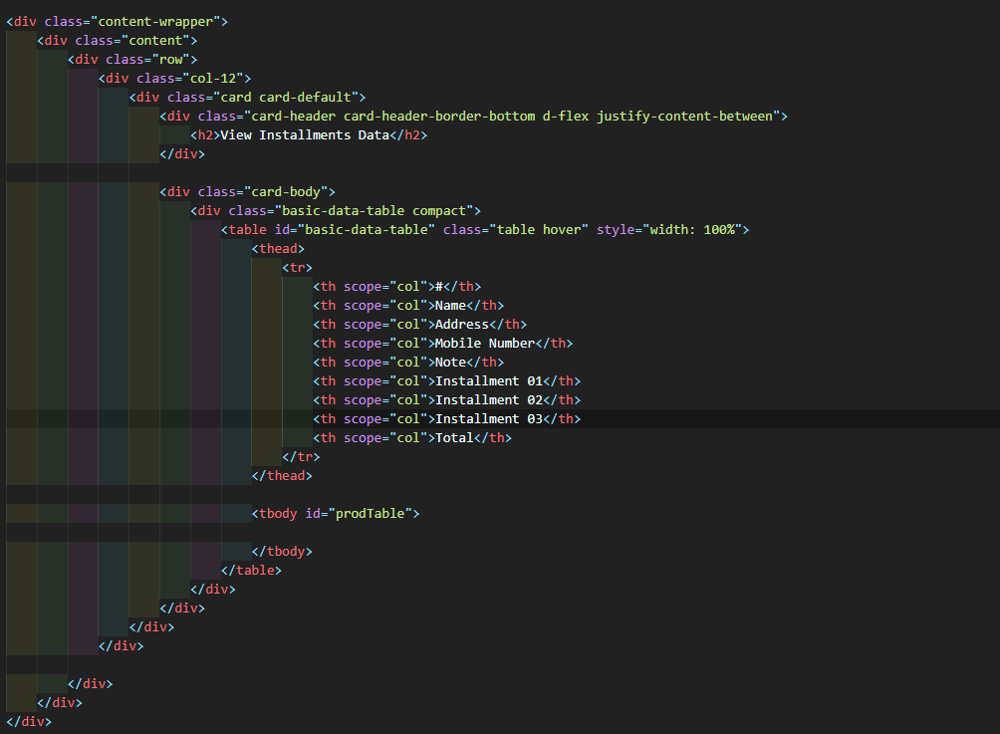 <div class="content-wrapper">
<div class="content">
<div class="row">
<div class="col-12">
<div class="card card-default">
<div class="card-header card-header-border-bottom d-flex justify-content-between">
<h2>View Installments Data</h2>
</div>
<div class="card-body">
<div class="basic-data-table compact">
<table id="basic-data-table" class="table hover" style="width: 100%">
<thead>
<tr>
<th scope="col">#</th>
<th scope="col">Name</th>
<th scope="col">Address</th>
<th scope="col">Mobile Number</th>
<th scope="col">Note</th>
<th scope="col">Installment 01</th>
<th scope="col">Installment 02</th>
<th scope="col">Installment 03</th>
<th scope="col">Total</th>
</tr>
</thead>
<tbody id="prodTable">
</tbody>
</table>
</div>
</div>
</div>
</div>
</div>
</div>
</div>